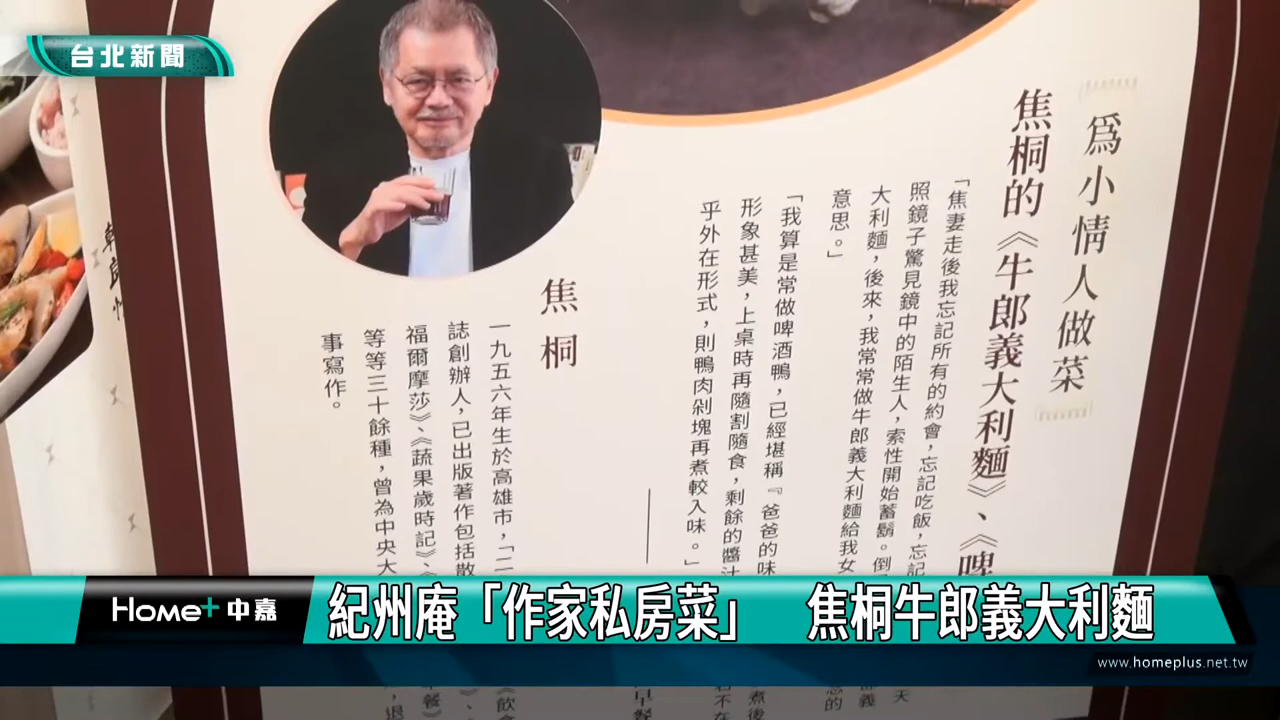 台北新聞
為小情人做菜
焦桐的《牛郎義大利麵》、《啤
「焦妻走後我忘記所有的約會，忘記吃飯，忘記
照鏡子驚見鏡中的陌生人，索性開始蓄鬍。倒
大利麵，後來，我常常做牛郎義大利麵給我女
意思。」
「我算是常做啤酒鴨，已經堪稱『爸爸的味
形象甚美，上桌時再隨割隨食，剩餘的醬汁
乎外在形式，則鴨肉剁塊再煮較入味。」
焦桐
一九五六年生於高雄市，「二
誌創辦人，已出版著作包括散
福爾摩莎》、《蔬果歲時記》、
等等三十餘種，曾為中央大
事寫作。
Home+中嘉
紀州庵「作家私房菜」 焦桐牛郎義大利麵
www.homeplus.net.tw